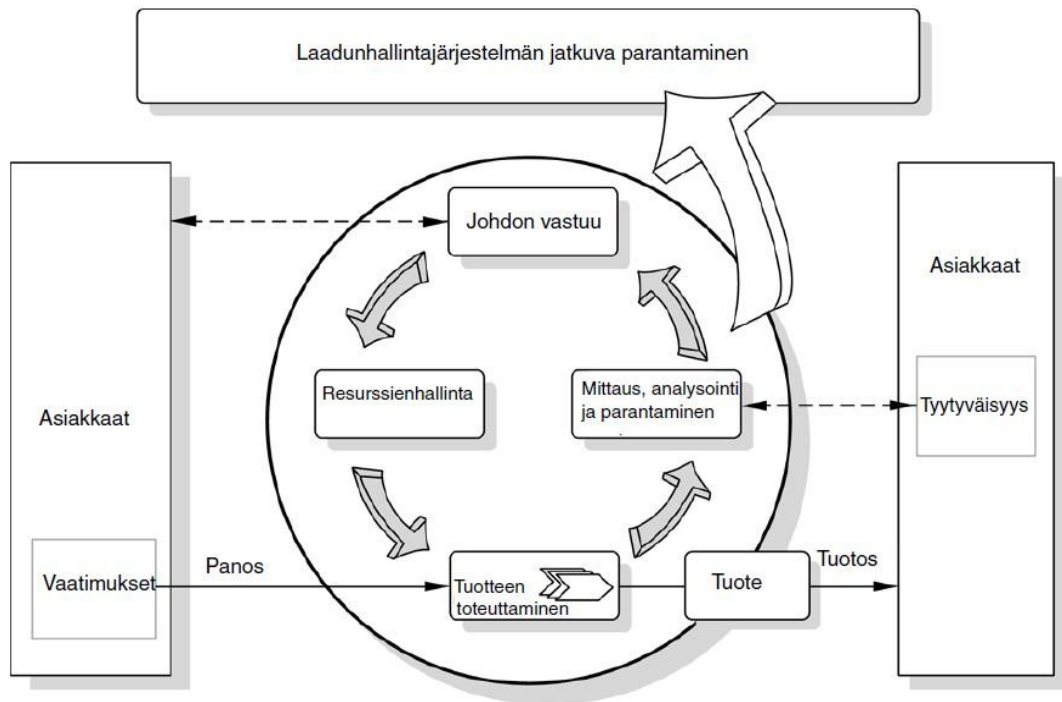 Laadunhallintajärjestelmän jatkuva parantaminen
Johdon vastuu
Asiakkaat
Resurssienhallinta
Mittaus, analysointi
ja parantaminen
Tyytyväisyys
Asiakkaat
Vaatimukset
Panos
Tuotteen
toteuttaminen
Tuote
Tuotos